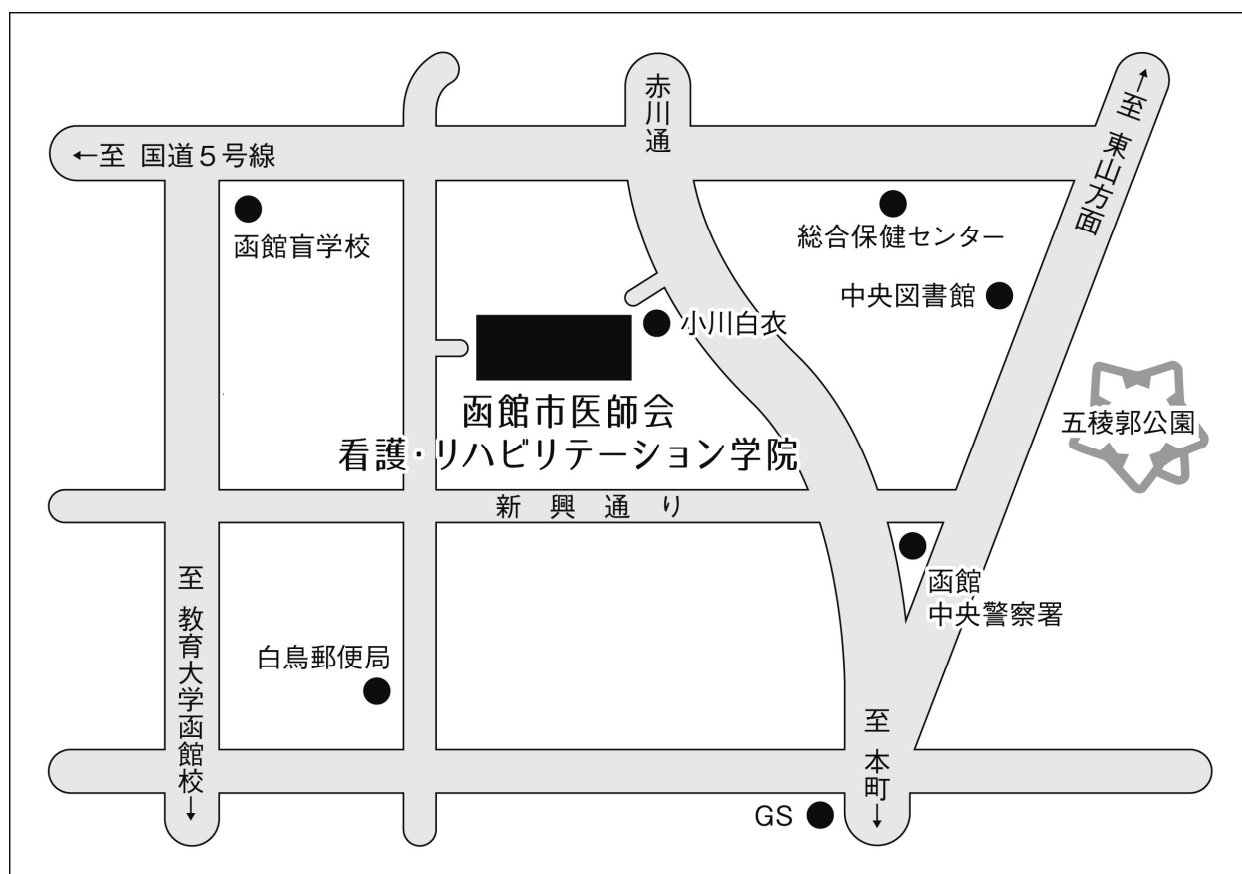 赤川通
←至 東山方面
←至 国道5号線
函館盲学校
総合保健センター
中央図書館
小川白衣
函館市医師会
看護・リハビリテーション学院
五稜郭公園
新興通り
函館
中央警察署
至 教育大学函館校→
白鳥郵便局
至 本町→
GS